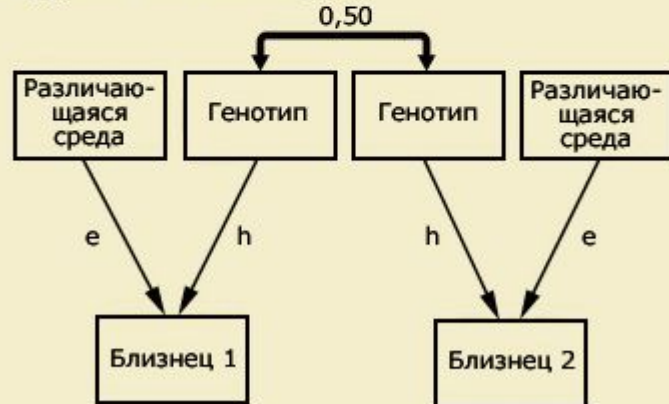 0,50
Различаю-
щаяся
среда
Генотип
Генотип
Различаю-
щаяся
среда
e
h
h
e
Близнец 1
Близнец 2